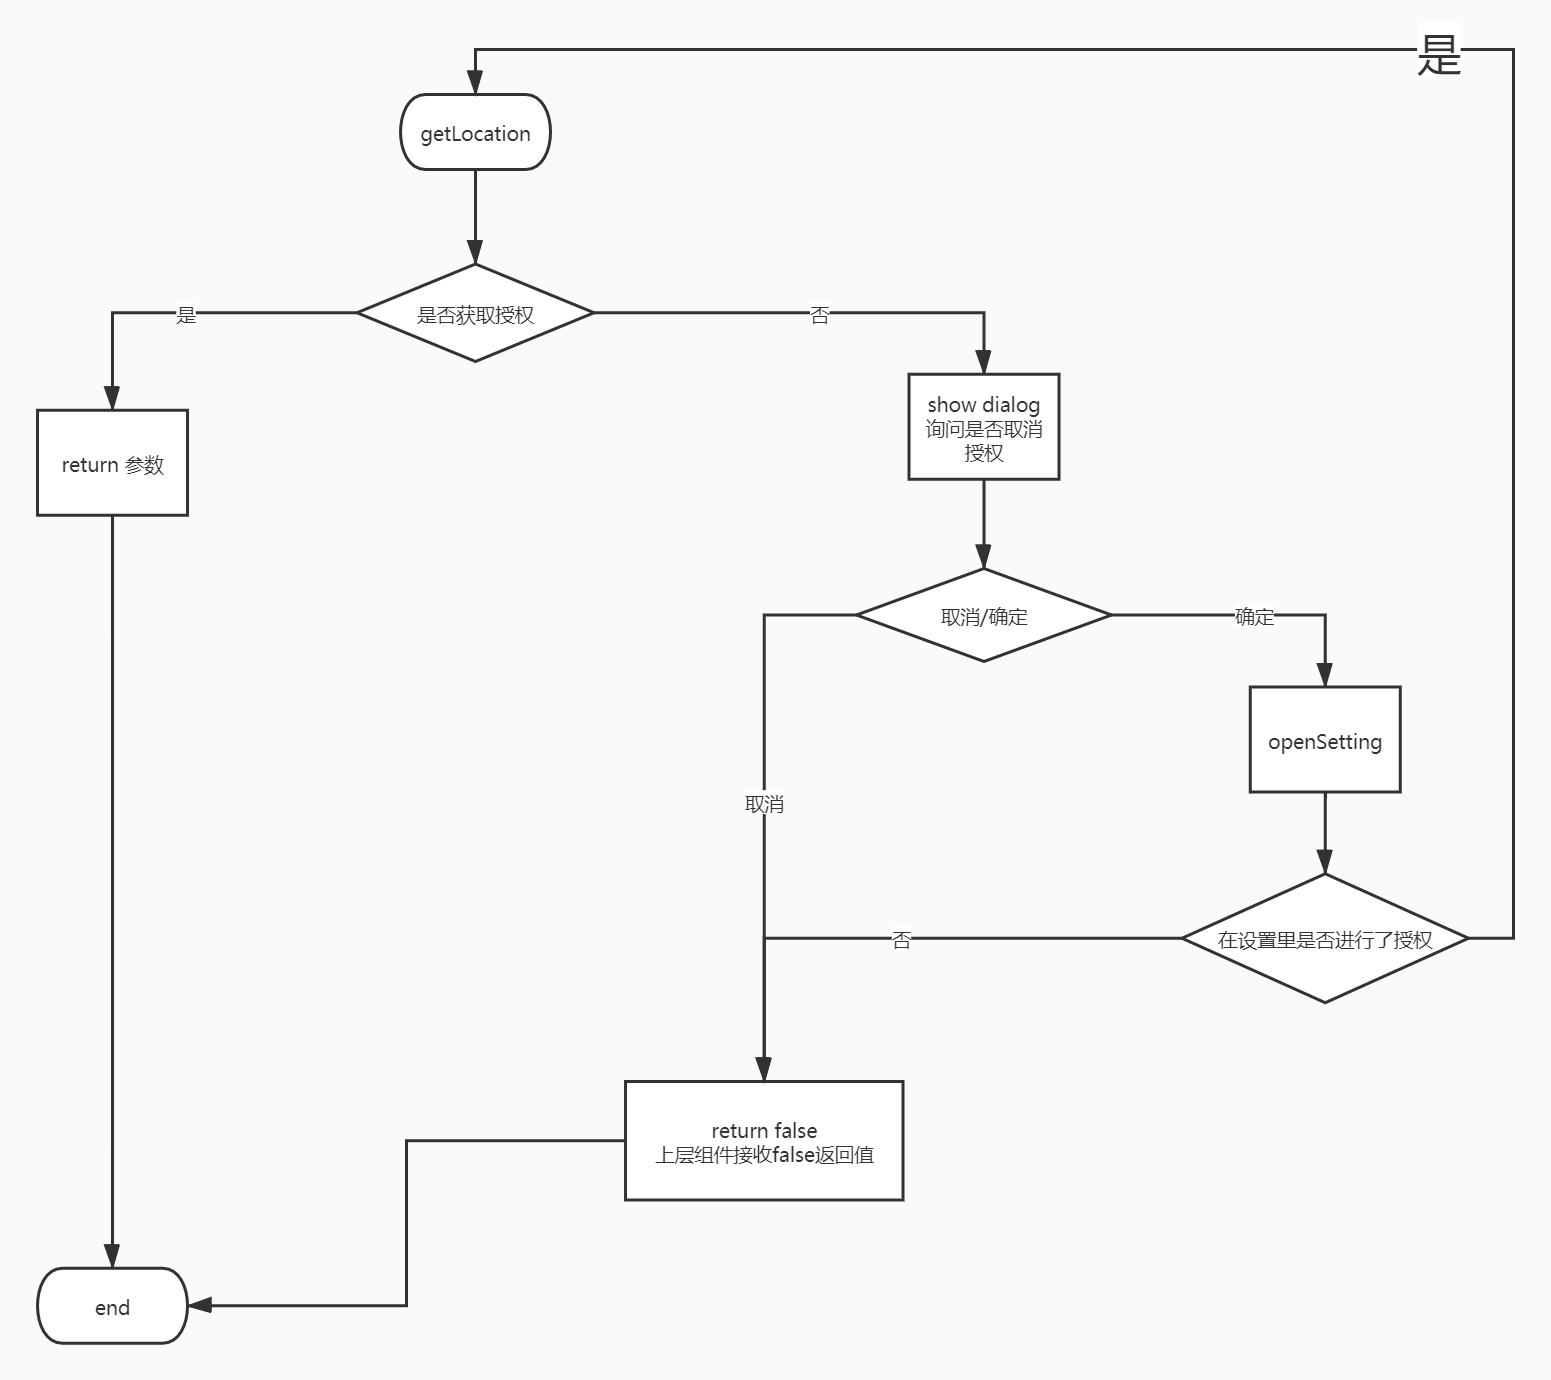 是
getLocation
是否获取授权
是
否
show dialog
询问是否取消
授权
return 参数
取消/确定
确定
openSetting
取消
否
在设置里是否进行了授权
return false
上层组件接收false返回值
end